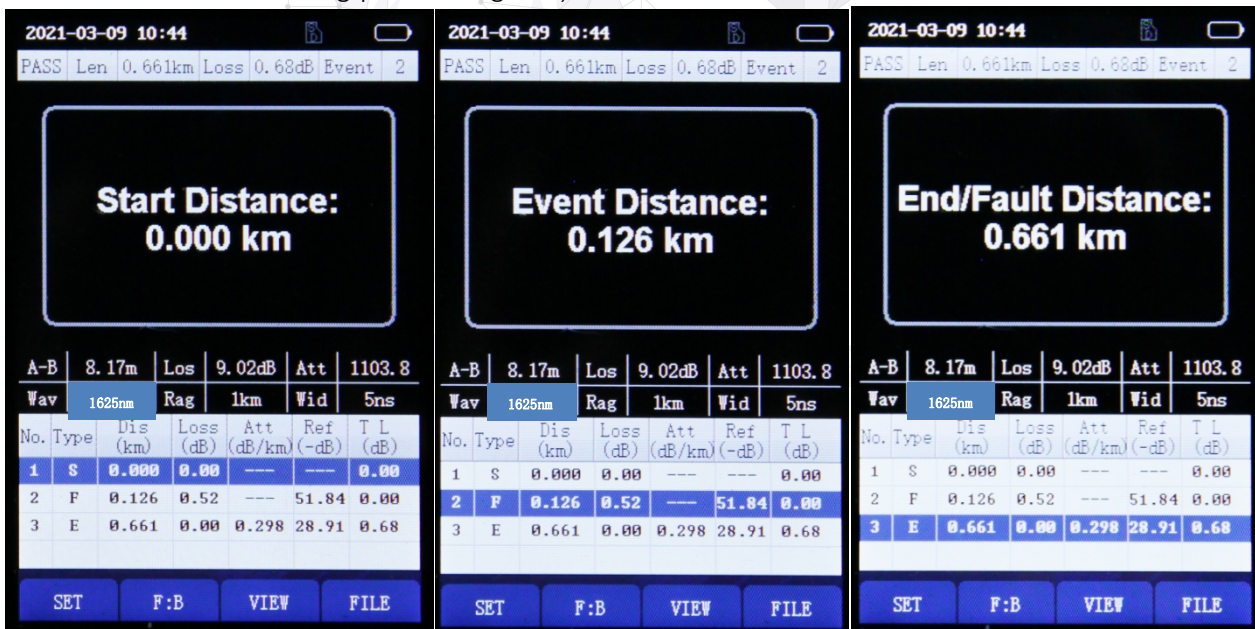 2021-03-09 10:44
PASS Len 0.661km Loss 0.68dB Event 2
Start Distance:
0.000 km
A-B 8.17m Los 9.02dB Att 1103.8
Wav 1625nm Rag 1km Wid 5ns
No. Type Dis (km) Loss (dB) Att (dB/km) Ref (-dB) T L (dB)
1 S 0.000 0.00 --- --- 0.00
2 F 0.126 0.52 --- 51.84 0.00
3 E 0.661 0.00 0.298 28.91 0.68
SET F:B VIEW FILE
2021-03-09 10:44
PASS Len 0.661km Loss 0.68dB Event 2
Event Distance:
0.126 km
A-B 8.17m Los 9.02dB Att 1103.8
Wav 1625nm Rag 1km Wid 5ns
No. Type Dis (km) Loss (dB) Att (dB/km) Ref (-dB) T L (dB)
1 S 0.000 0.00 --- --- 0.00
2 F 0.126 0.52 --- 51.84 0.00
3 E 0.661 0.00 0.298 28.91 0.68
SET F:B VIEW FILE
2021-03-09 10:44
PASS Len 0.661km Loss 0.68dB Event 2
End/Fault Distance:
0.661 km
A-B 8.17m Los 9.02dB Att 1103.8
Wav 1625nm Rag 1km Wid 5ns
No. Type Dis (km) Loss (dB) Att (dB/km) Ref (-dB) T L (dB)
1 S 0.000 0.00 --- --- 0.00
2 F 0.126 0.52 --- 51.84 0.00
3 E 0.661 0.00 0.298 28.91 0.68
SET F:B VIEW FILE